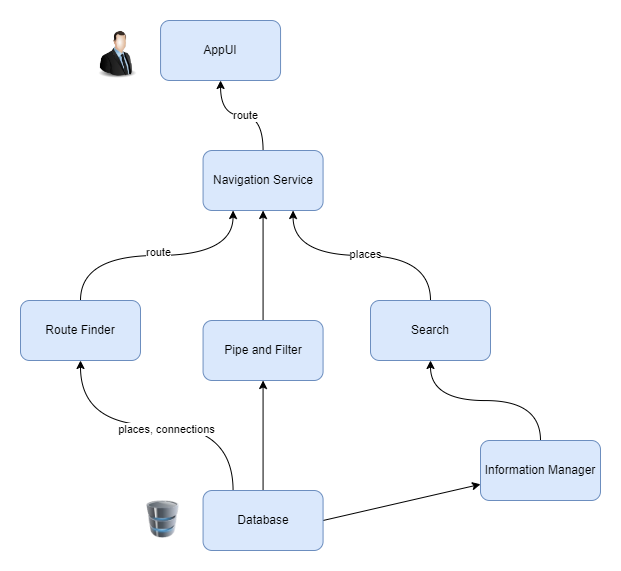 AppUI
route
Navigation Service
route
places
Route Finder
Pipe and Filter
Search
places, connections
Information Manager
Database